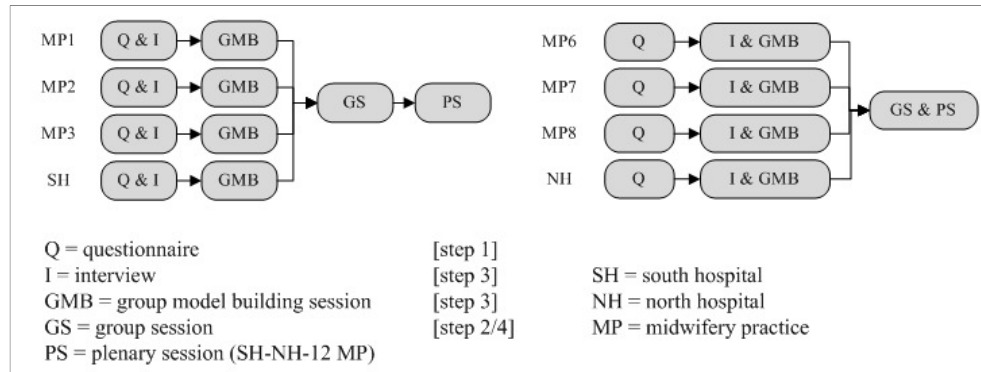 MP1 Q & I GMB
MP2 Q & I GMB
MP3 Q & I GMB
SH Q & I GMB
GS PS
MP6 Q I & GMB
MP7 Q I & GMB
MP8 Q I & GMB
NH Q I & GMB
GS & PS
Q = questionnaire [step 1]
I = interview [step 3]
GMB = group model building session [step 3]
GS = group session [step 2/4]
PS = plenary session (SH-NH-12 MP)
SH = south hospital
NH = north hospital
MP = midwifery practice